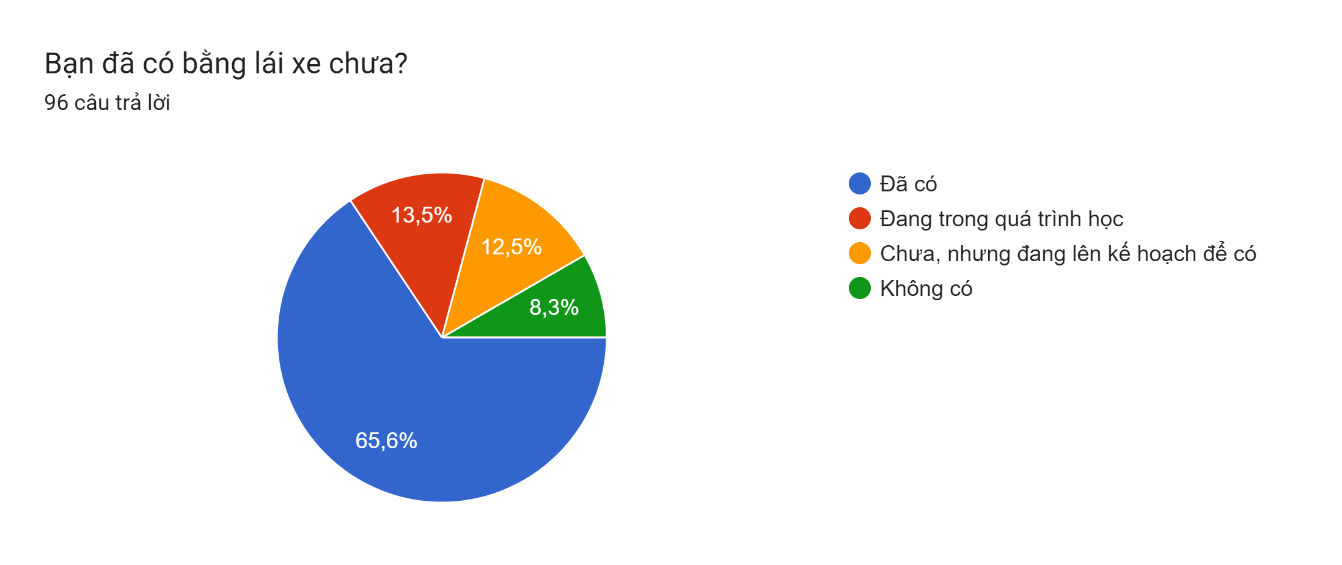 Bạn đã có bằng lái xe chưa?
96 câu trả lời
13,5%
12,5%
8,3%
65,6%
Đã có
Đang trong quá trình học
Chưa, nhưng đang lên kế hoạch để có
Không có